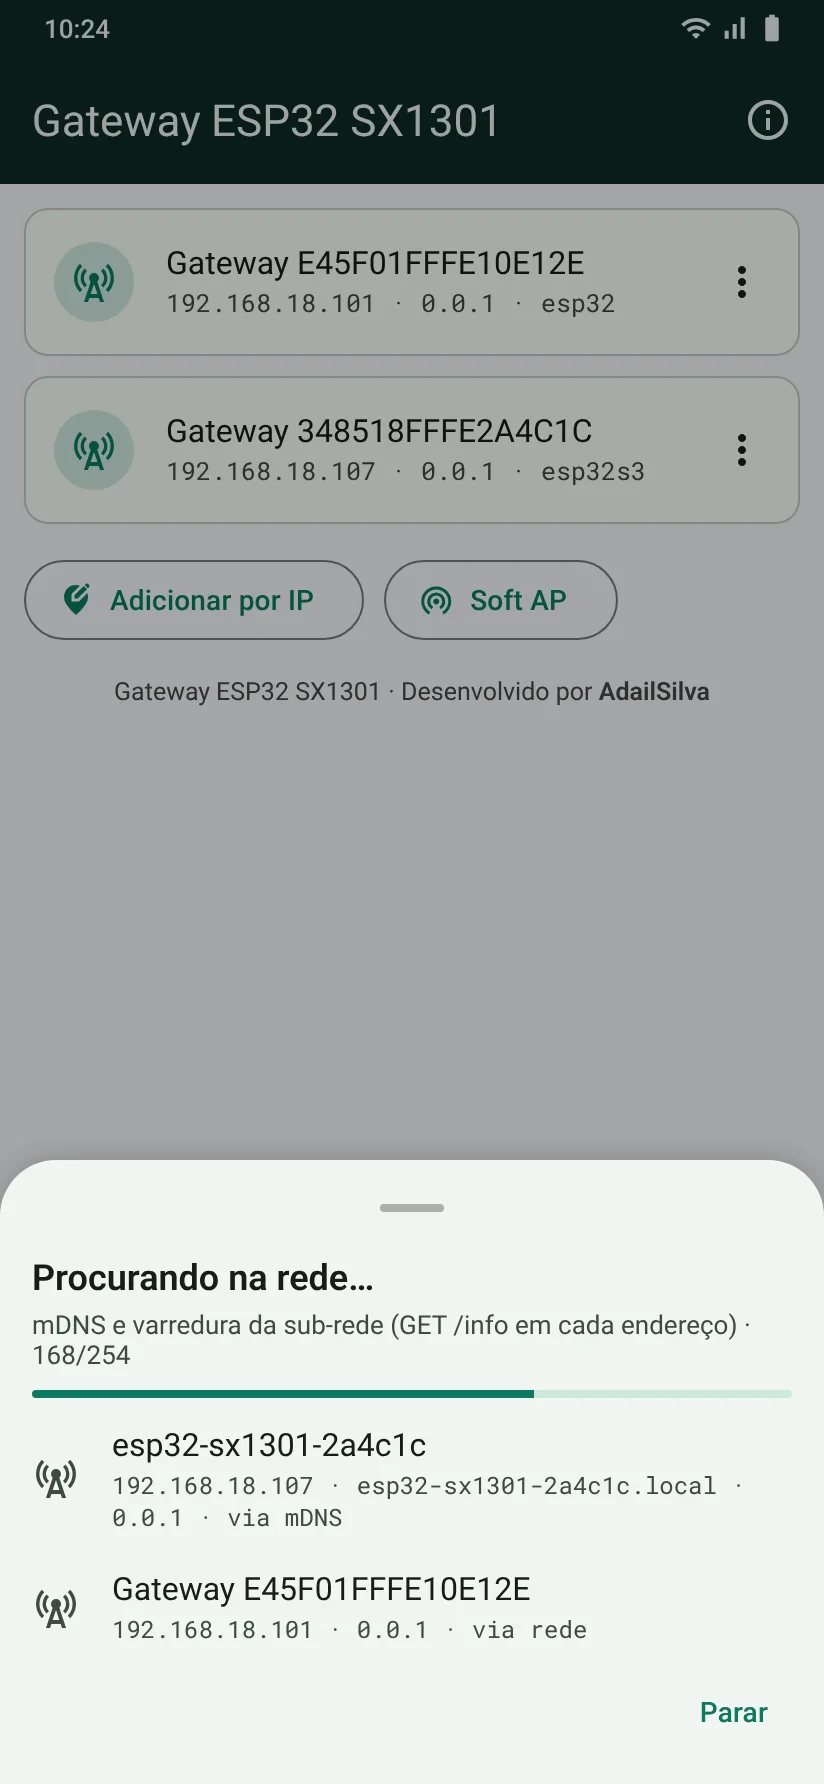 10:24
Gateway ESP32 SX1301
Gateway E45F01FFFE10E12E
192.168.18.101 · 0.0.1 · esp32
Gateway 348518FFFE2A4C1C
192.168.18.107 · 0.0.1 · esp32s3
Adicionar por IP
Soft AP
Gateway ESP32 SX1301 · Desenvolvido por AdailSilva
Procurando na rede…
mDNS e varredura da sub-rede (GET /info em cada endereço) ·
168/254
esp32-sx1301-2a4c1c
192.168.18.107 · esp32-sx1301-2a4c1c.local ·
0.0.1 · via mDNS
Gateway E45F01FFFE10E12E
192.168.18.101 · 0.0.1 · via rede
Parar